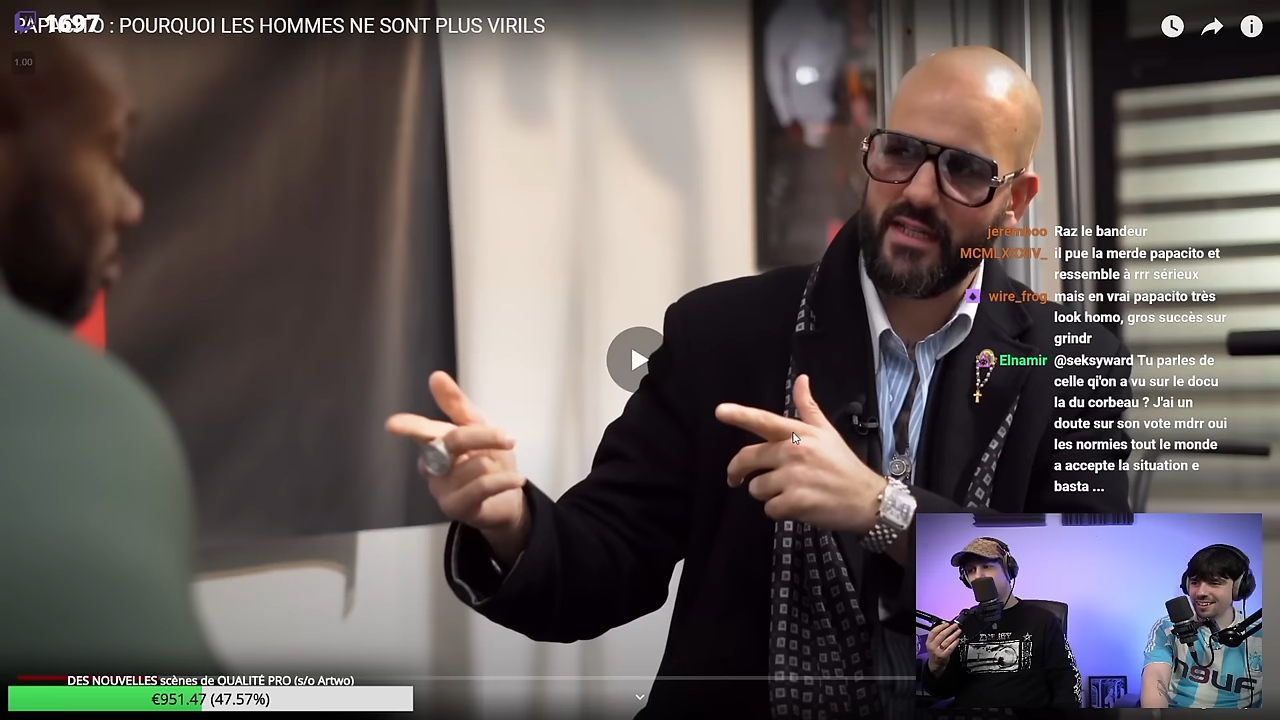 PAPACITO : POURQUOI LES HOMMES NE SONT PLUS VIRILS
1697
1.00
jeremboo Raz le bandeur
MCMLXXXIV_ il pue la merde papacito et
ressemble à rrr sérieux
wire_frog mais en vrai papacito très
look homo, gros succès sur
grindr
Elnamir @seksyward Tu parles de
celle qi'on a vu sur le docu
la du corbeau ? J'ai un
doute sur son vote mdrr oui
les normies tout le monde
a accepte la situation e
basta ...
DES NOUVELLES scènes de QUALITÉ PRO (s/o Artwo)
€951.47 (47.57%)